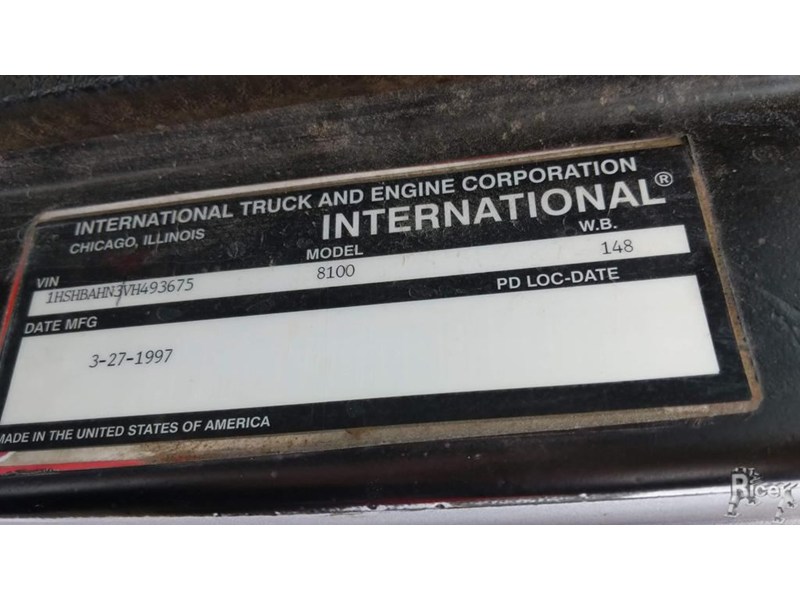 INTERNATIONAL TRUCK AND ENGINE CORPORATION
CHICAGO, ILLINOIS
INTERNATIONAL®
VIN
MODEL
W.B.
1HSHBAHN3VH493675
8100
148
DATE MFG
PD LOC-DATE
3-27-1997
MADE IN THE UNITED STATES OF AMERICA
Ricer